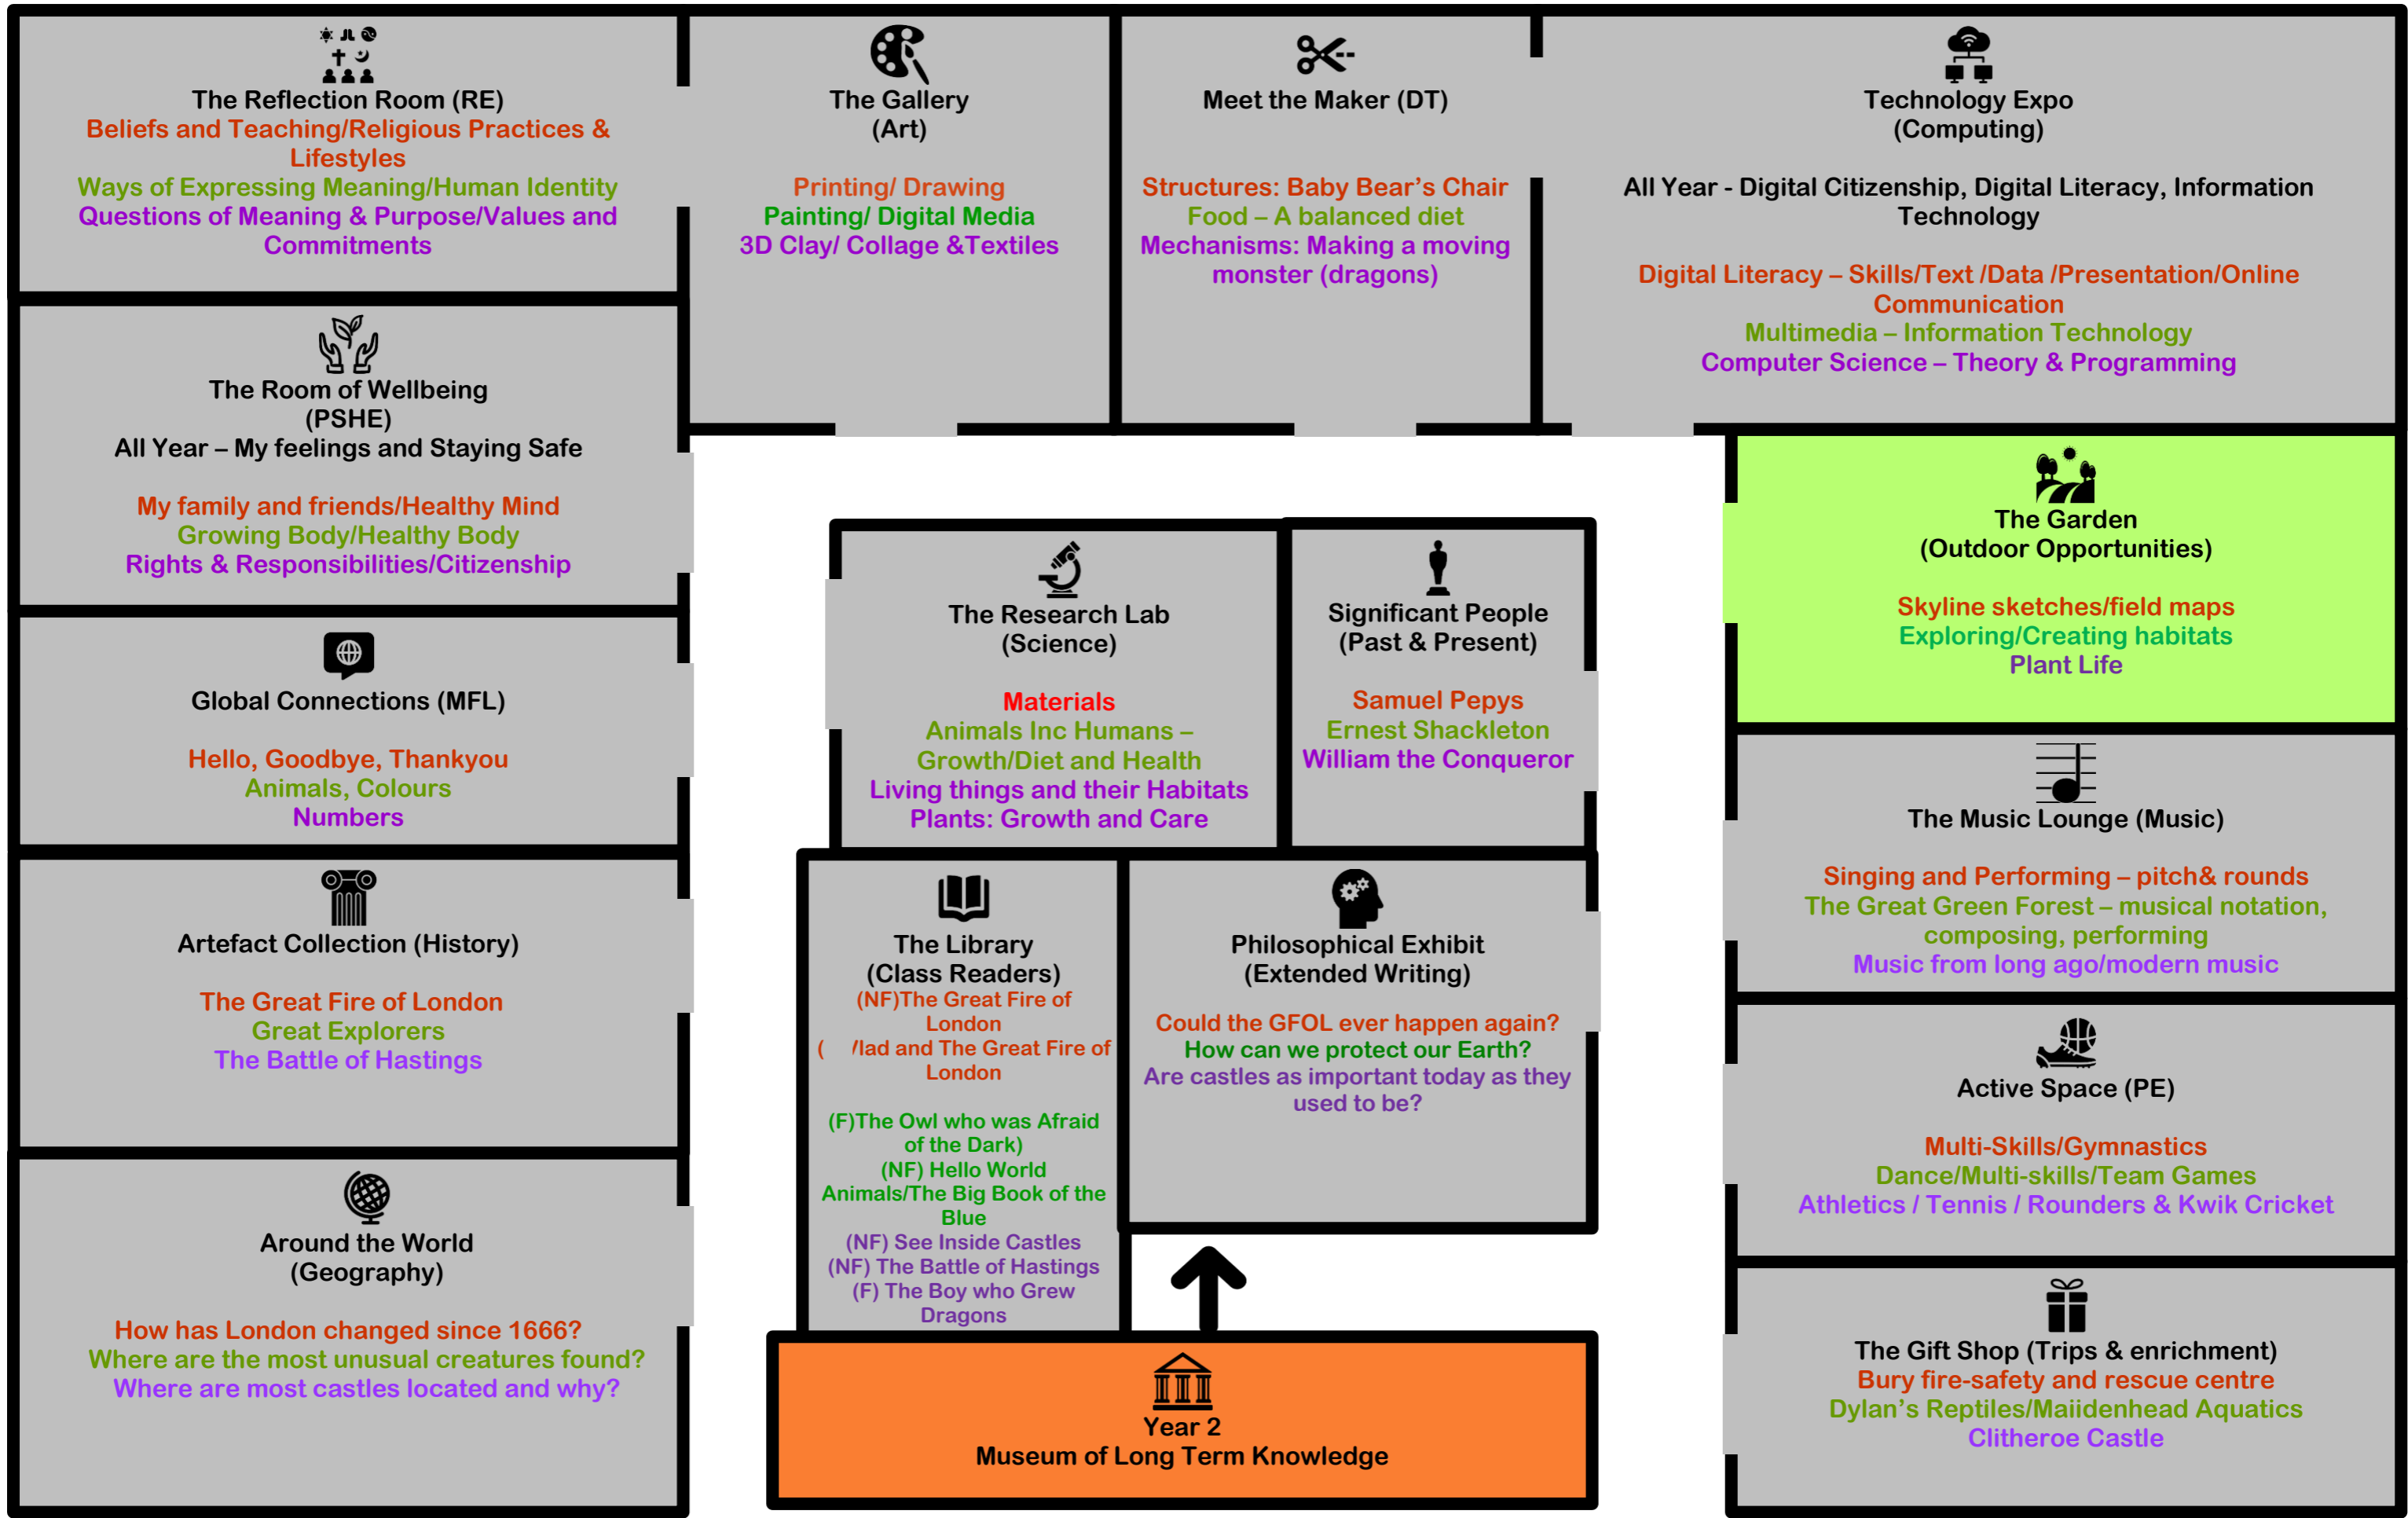 The Reflection Room (RE)
Beliefs and Teaching/Religious Practices &
Lifestyles
Ways of Expressing Meaning/Human Identity
Questions of Meaning & Purpose/Values and
Commitments
The Gallery
(Art)
Printing/ Drawing
Painting/ Digital Media
3D Clay/ Collage &Textiles
Meet the Maker (DT)
Structures: Baby Bear’s Chair
Food – A balanced diet
Mechanisms: Making a moving
monster (dragons)
Technology Expo
(Computing)
All Year - Digital Citizenship, Digital Literacy, Information
Technology
Digital Literacy – Skills/Text /Data /Presentation/Online
Communication
Multimedia – Information Technology
Computer Science – Theory & Programming
The Room of Wellbeing
(PSHE)
All Year – My feelings and Staying Safe
My family and friends/Healthy Mind
Growing Body/Healthy Body
Rights & Responsibilities/Citizenship
Global Connections (MFL)
Hello, Goodbye, Thankyou
Animals, Colours
Numbers
Artefact Collection (History)
The Great Fire of London
Great Explorers
The Battle of Hastings
Around the World
(Geography)
How has London changed since 1666?
Where are the most unusual creatures found?
Where are most castles located and why?
The Research Lab
(Science)
Materials
Animals Inc Humans –
Growth/Diet and Health
Living things and their Habitats
Plants: Growth and Care
Significant People
(Past & Present)
Samuel Pepys
Ernest Shackleton
William the Conqueror
The Library
(Class Readers)
(NF)The Great Fire of
London
( and The Great Fire of
London
(F)The Owl who was Afraid
of the Dark)
(NF) Hello World
Animals/The Big Book of the
Blue
(NF) See Inside Castles
(NF) The Battle of Hastings
(F) The Boy who Grew
Dragons
Philosophical Exhibit
(Extended Writing)
Could the GFOL ever happen again?
How can we protect our Earth?
Are castles as important today as they
used to be?
Year 2
Museum of Long Term Knowledge
The Garden
(Outdoor Opportunities)
Skyline sketches/field maps
Exploring/Creating habitats
Plant Life
The Music Lounge (Music)
Singing and Performing – pitch& rounds
The Great Green Forest – musical notation,
composing, performing
Music from long ago/modern music
Active Space (PE)
Multi-Skills/Gymnastics
Dance/Multi-skills/Team Games
Athletics / Tennis / Rounders & Kwik Cricket
The Gift Shop (Trips & enrichment)
Bury fire-safety and rescue centre
Dylan’s Reptiles/Maiidenhead Aquatics
Clitheroe Castle